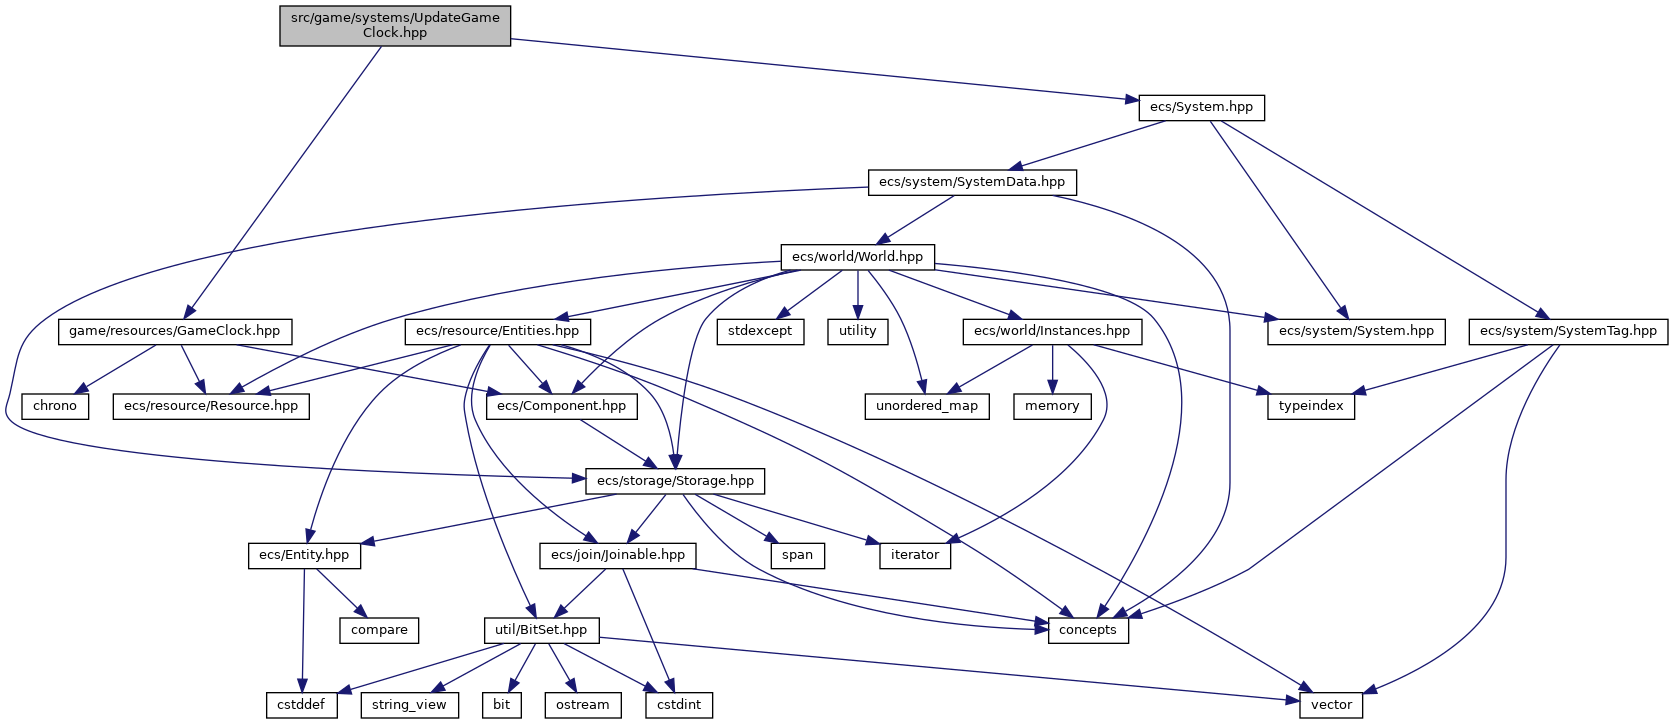 src/game/systems/UpdateGame
Clock.hpp
ecs/System.hpp
ecs/system/SystemData.hpp
ecs/world/World.hpp
game/resources/GameClock.hpp
ecs/resource/Entities.hpp
stdexcept
utility
ecs/world/Instances.hpp
ecs/system/System.hpp
ecs/system/SystemTag.hpp
chrono
ecs/resource/Resource.hpp
ecs/Component.hpp
unordered_map
memory
typeindex
ecs/storage/Storage.hpp
ecs/Entity.hpp
ecs/join/Joinable.hpp
span
iterator
compare
util/BitSet.hpp
concepts
cstddef
string_view
bit
ostream
cstdint
vector